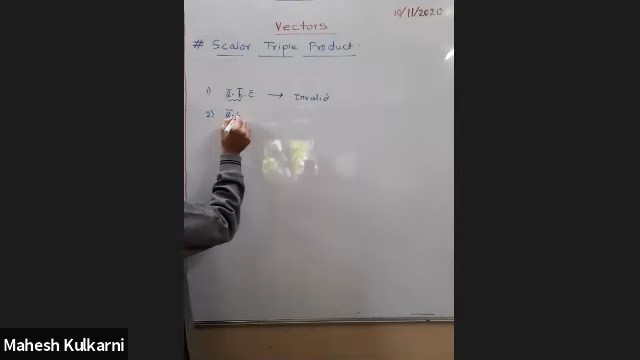 10/11/2020
Vectors
# Scalar Triple Product
1) a̅. b̅. c̅ → Invalid
2) a̅
Mahesh Kulkarni